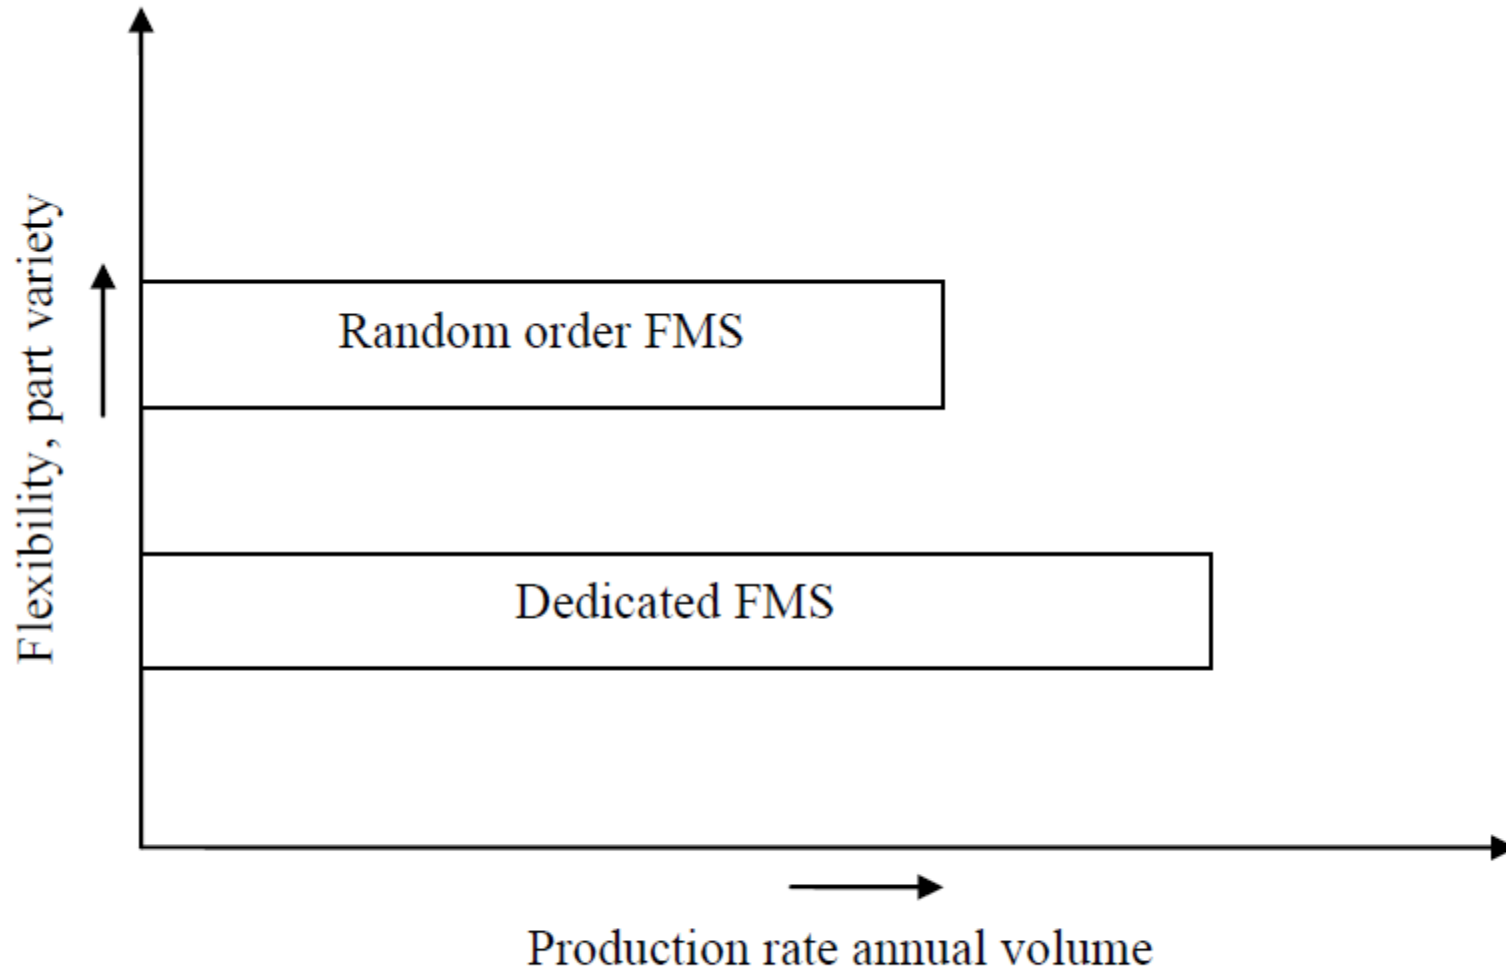 Flexibility, part variety
Random order FMS
Dedicated FMS
Production rate annual volume